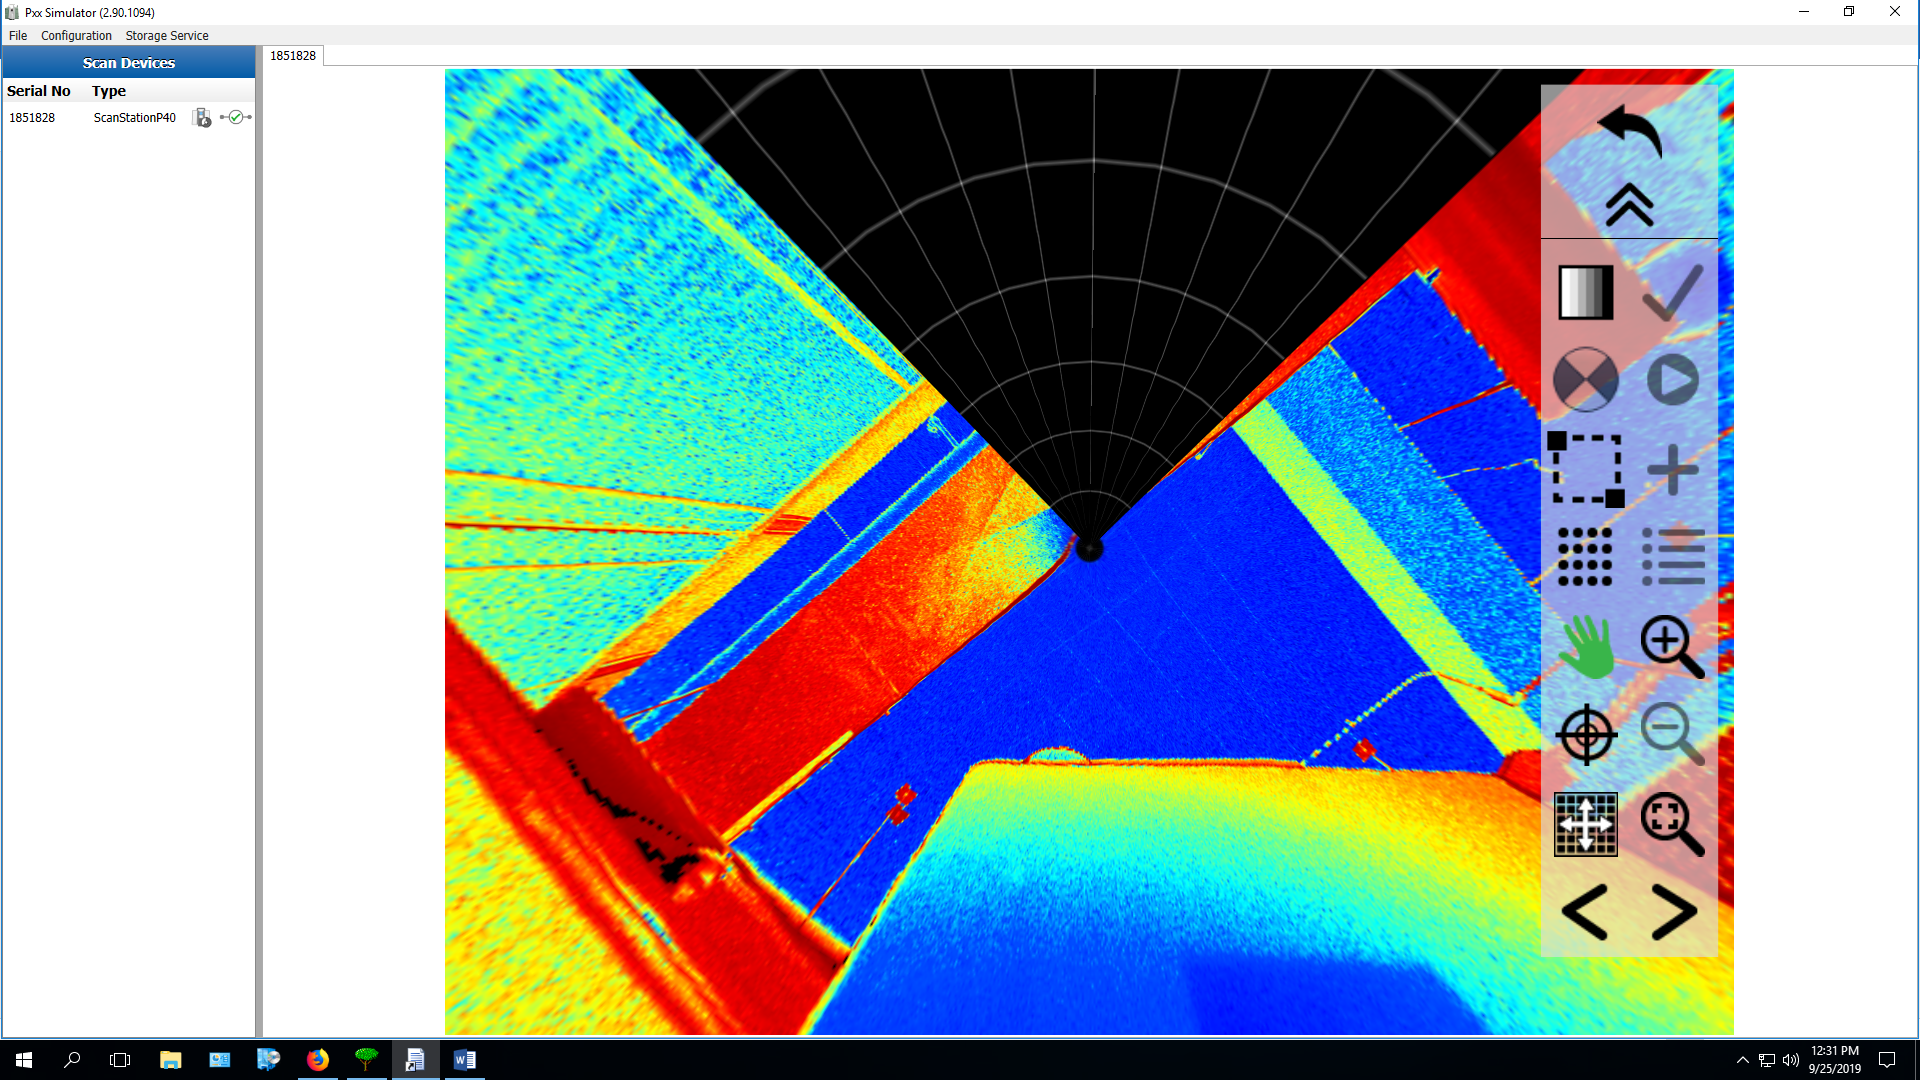 Pxx Simulator (2.90.1094)
File Configuration Storage Service
Scan Devices
1851828
Serial No Type
1851828 ScanStationP40
12:31 PM
9/25/2019